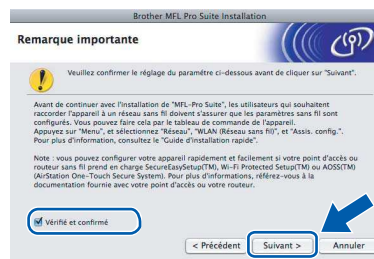 Brother MFL Pro Suite Installation
Remarque importante
Veuillez confirmer le réglage du paramétre ci-dessous avant de cliquer sur "Suivant".
Avant de continuer avec l'installation de "MFL-Pro Suite", les utilisateurs qui souhaitent
raccorder l'appareil à un réseau sans fil doivent s'assurer que les paramètres sans fil sont
configurés. Vous pouvez faire cela par le tableau de commande de l'appareil.
Appuyez sur "Menu", et sélectionnez "Réseau", "WLAN (Réseau sans fil)", et "Assis. config.".
Pour plus d'information, consultez le "Guide d'installation rapide".
Note : vous pouvez configurer votre appareil rapidement et facilement si votre point d'accès ou
routeur sans fil prend en charge SecureEasySetup(TM), Wi-Fi Protected Setup(TM) ou AOSS(TM)
(AirStation One-Touch Secure System). Pour plus d'informations, référez-vous à la
documentation fournie avec votre point d'accès ou votre routeur.
Vérifié et confirmé
< Précédent Suivant > Annuler